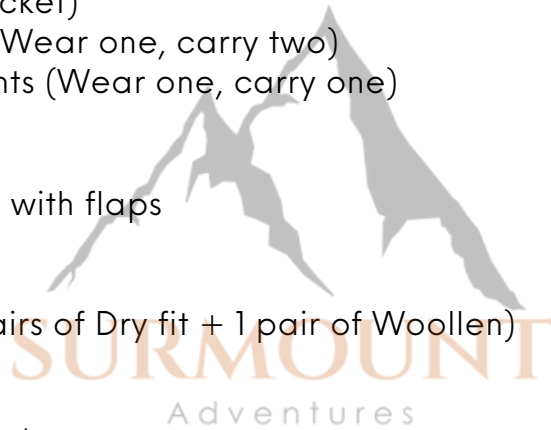 cket)
Wear one, carry two)
nts (Wear one, carry one)
with flaps
airs of Dry fit + 1 pair of Woollen)
SURMOUNT
Adventures